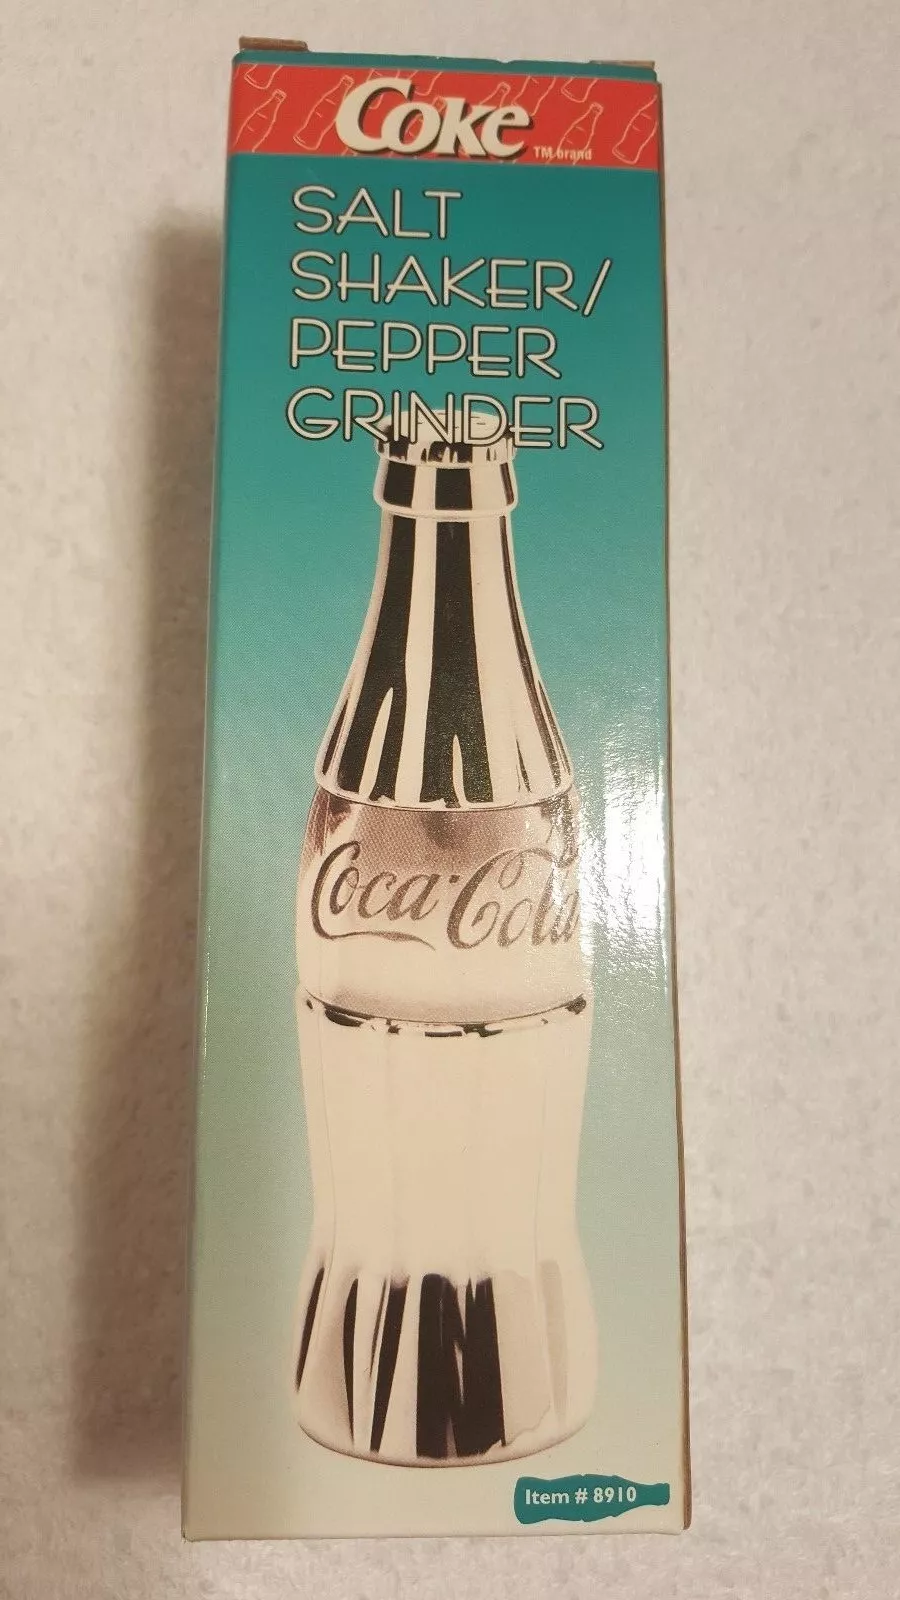 Coke
TM brand
SALT
SHAKER/
PEPPER
GRINDER
Coca-Cola
Item # 8910